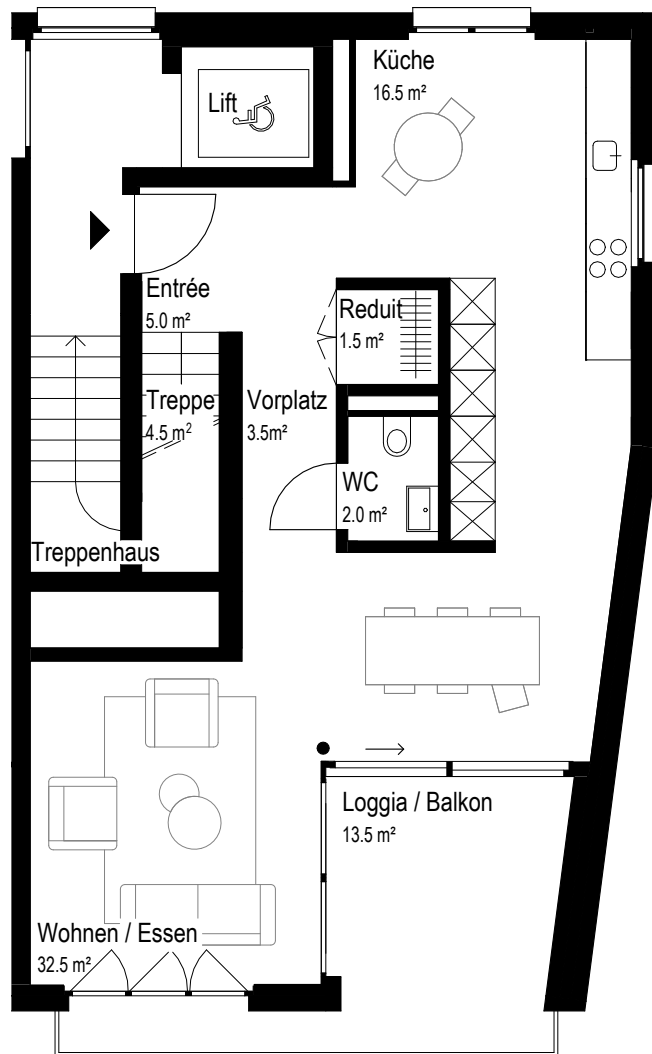 Küche
16.5 m²
Lift
Entrée
5.0 m²
Reduit
1.5 m²
Treppe
4.5 m²
Vorplatz
3.5m²
WC
2.0 m²
Treppenhaus
Loggia / Balkon
13.5 m²
Wohnen / Essen
32.5 m²